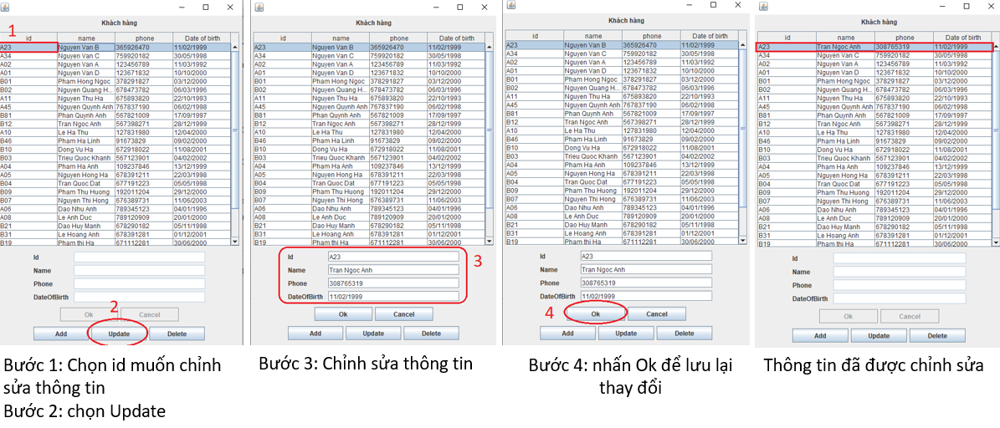 Khách hàng
1
id name phone Date of birth
A23 Nguyen Van B 365926470 11/02/1999
A34 Nguyen Van C 759920182 30/05/1998
A02 Nguyen Van A 123456789 11/03/1992
A01 Nguyen Van D 123671832 10/10/2000
B01 Pham Hong Ngoc 378291827 03/12/2000
B02 Nguyen Quang H... 678473782 06/03/1996
A11 Nguyen Thu Ha 675893820 22/10/1993
A45 Nguyen Quynh Anh 767837190 06/02/1998
B81 Phan Quynh Anh 567821009 17/09/1997
B12 Tran Ngoc Anh 567398271 28/12/1999
A10 Le Ha Thu 127831980 12/04/2000
B46 Pham Ha Linh 91673829 09/02/2000
B10 Dong Vu Ha 672918022 11/08/2001
B03 Trieu Quoc Khanh 567123901 04/02/2002
A04 Pham Ha Anh 109236842 13/12/1999
A05 Nguyen Hong Ha 678391211 22/03/1998
B04 Tran Quoc Dat 677191223 05/05/1998
B09 Pham Thu Huong 192011204 29/12/2000
B07 Nguyen Thi Hong 676389731 11/06/2003
A06 Dao Nhu Anh 789345123 04/01/1996
A08 Le Anh Duc 789120909 20/01/2000
B21 Dao Huy Manh 678290182 05/11/1998
B31 Le Hoang Anh 678391281 01/12/2001
B19 Pham thi Ha 671112281 30/06/2000
Id
Name
Phone
DateOfBirth
2
Ok Cancel
Add Update Delete
Bước 1: Chọn id muốn chỉnh
sửa thông tin
Bước 2: chọn Update
Khách hàng
id name phone Date of birth
A23 Nguyen Van B 365926470 11/02/1999
A34 Nguyen Van C 759920182 30/05/1998
A02 Nguyen Van A 123456789 11/03/1992
A01 Nguyen Van D 123671832 10/10/2000
B01 Pham Hong Ngoc 378291827 03/12/2000
B02 Nguyen Quang H... 678473782 06/03/1996
A11 Nguyen Thu Ha 675893820 22/10/1993
A45 Nguyen Quynh Anh 767837190 06/02/1998
B81 Phan Quynh Anh 567821009 17/09/1997
B12 Tran Ngoc Anh 567398271 28/12/1999
A10 Le Ha Thu 127831980 12/04/2000
B46 Pham Ha Linh 91673829 09/02/2000
B10 Dong Vu Ha 672918022 11/08/2001
B03 Trieu Quoc Khanh 567123901 04/02/2002
A04 Pham Ha Anh 109236842 13/12/1999
A05 Nguyen Hong Ha 678391211 22/03/1998
B04 Tran Quoc Dat 677191223 05/05/1998
B09 Pham Thu Huong 192011204 29/12/2000
B07 Nguyen Thi Hong 676389731 11/06/2003
A06 Dao Nhu Anh 789345123 04/01/1996
A08 Le Anh Duc 789120909 20/01/2000
B21 Dao Huy Manh 678290182 05/11/1998
B31 Le Hoang Anh 678391281 01/12/2001
B19 Pham thi Ha 671112281 30/06/2000
Id A23
3
Name Tran Ngoc Anh
Phone 308765319
DateOfBirth 11/02/1999
Ok Cancel
Add Update Delete
Bước 3: Chỉnh sửa thông tin
Khách hàng
id name phone Date of birth
A23 Nguyen Van B 365926470 11/02/1999
A34 Nguyen Van C 759920182 30/05/1998
A02 Nguyen Van A 123456789 11/03/1992
A01 Nguyen Van D 123671832 10/10/2000
B01 Pham Hong Ngoc 378291827 03/12/2000
B02 Nguyen Quang H... 678473782 06/03/1996
A11 Nguyen Thu Ha 675893820 22/10/1993
A45 Nguyen Quynh Anh 767837190 06/02/1998
B81 Phan Quynh Anh 567821009 17/09/1997
B12 Tran Ngoc Anh 567398271 28/12/1999
A10 Le Ha Thu 127831980 12/04/2000
B46 Pham Ha Linh 91673829 09/02/2000
B10 Dong Vu Ha 672918022 11/08/2001
B03 Trieu Quoc Khanh 567123901 04/02/2002
A04 Pham Ha Anh 109236842 13/12/1999
A05 Nguyen Hong Ha 678391211 22/03/1998
B04 Tran Quoc Dat 677191223 05/05/1998
B09 Pham Thu Huong 192011204 29/12/2000
B07 Nguyen Thi Hong 676389731 11/06/2003
A06 Dao Nhu Anh 789345123 04/01/1996
A08 Le Anh Duc 789120909 20/01/2000
B21 Dao Huy Manh 678290182 05/11/1998
B31 Le Hoang Anh 678391281 01/12/2001
B19 Pham thi Ha 671112281 30/06/2000
Id A23
Name Tran Ngoc Anh
Phone 308765319
DateOfBirth 11/02/1999
4
Ok Cancel
Add Update Delete
Bước 4: nhấn Ok để lưu lại
thay đổi
Khách hàng
id name phone Date of birth
A23 Tran Ngoc Anh 308765319 11/02/1999
A34 Nguyen Van C 759920182 30/05/1998
A02 Nguyen Van A 123456789 11/03/1992
A01 Nguyen Van D 123671832 10/10/2000
B01 Pham Hong Ngoc 378291827 03/12/2000
B02 Nguyen Quang H... 678473782 06/03/1996
A11 Nguyen Thu Ha 675893820 22/10/1993
A45 Nguyen Quynh Anh 767837190 06/02/1998
B81 Phan Quynh Anh 567821009 17/09/1997
B12 Tran Ngoc Anh 567398271 28/12/1999
A10 Le Ha Thu 127831980 12/04/2000
B46 Pham Ha Linh 91673829 09/02/2000
B10 Dong Vu Ha 672918022 11/08/2001
B03 Trieu Quoc Khanh 567123901 04/02/2002
A04 Pham Ha Anh 109236842 13/12/1999
A05 Nguyen Hong Ha 678391211 22/03/1998
B04 Tran Quoc Dat 677191223 05/05/1998
B09 Pham Thu Huong 192011204 29/12/2000
B07 Nguyen Thi Hong 676389731 11/06/2003
A06 Dao Nhu Anh 789345123 04/01/1996
A08 Le Anh Duc 789120909 20/01/2000
B21 Dao Huy Manh 678290182 05/11/1998
B31 Le Hoang Anh 678391281 01/12/2001
B19 Pham thi Ha 671112281 30/06/2000
Id
Name
Phone
DateOfBirth
Ok Cancel
Add Update Delete
Thông tin đã được chỉnh sửa